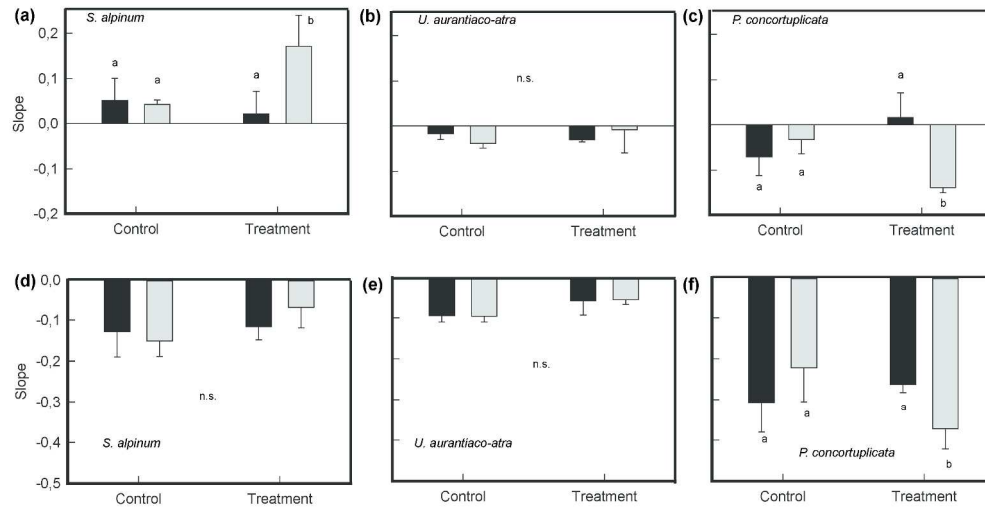 (a)
S. alpinum
0,2
0,1
0,0
-0,1
-0,2
Slope
a
a
a
b
Control
Treatment
(b)
U. aurantiaco-atra
n.s.
Control
Treatment
(c)
P. concortuplicata
a
a
a
b
Control
Treatment
(d)
0,0
-0,1
-0,2
-0,3
-0,4
-0,5
Slope
n.s.
S. alpinum
Control
Treatment
(e)
n.s.
U. aurantiaco-atra
Control
Treatment
(f)
a
a
a
b
P. concortuplicata
Control
Treatment